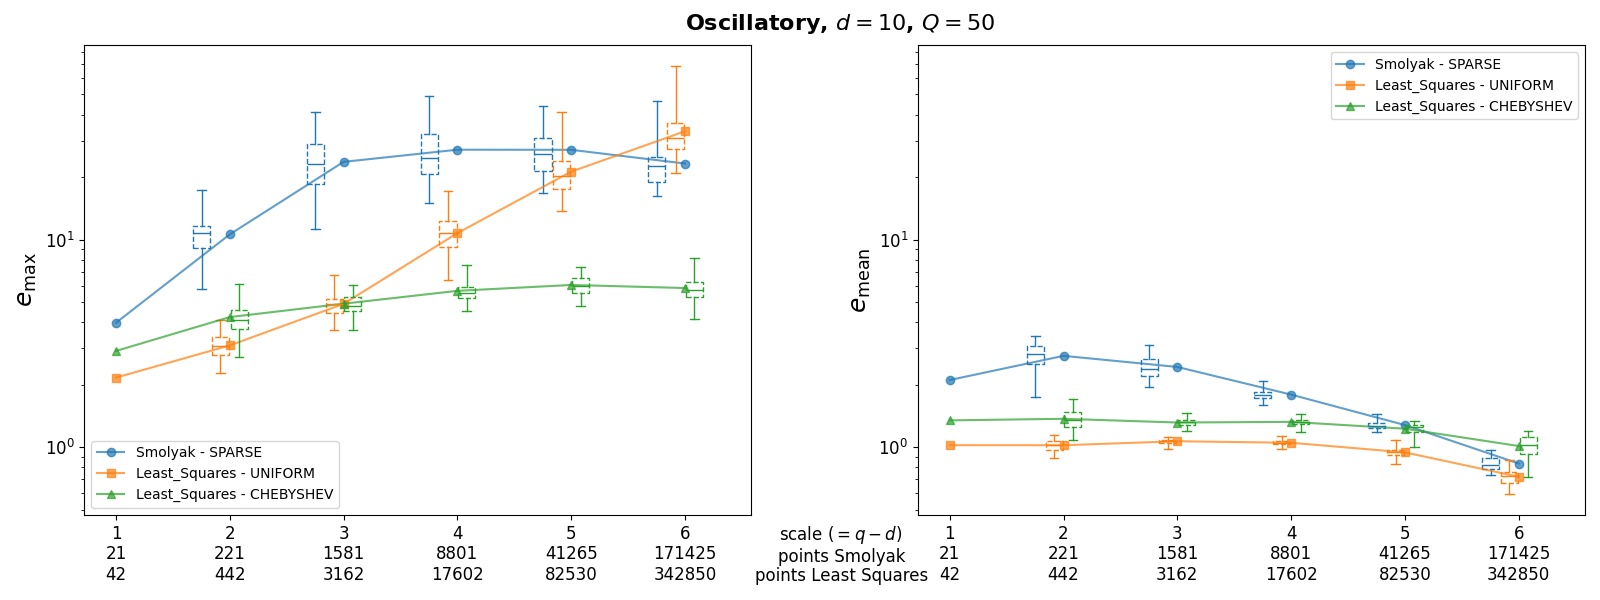 Oscillatory, d = 10, Q = 50
e_max
10^1
10^0
Smolyak - SPARSE
Least_Squares - UNIFORM
Least_Squares - CHEBYSHEV
1 2 3 4 5 6
21 221 1581 8801 41265 171425
42 442 3162 17602 82530 342850
scale (= q − d)
points Smolyak
points Least Squares
e_mean
10^1
10^0
Smolyak - SPARSE
Least_Squares - UNIFORM
Least_Squares - CHEBYSHEV
1 2 3 4 5 6
21 221 1581 8801 41265 171425
42 442 3162 17602 82530 342850